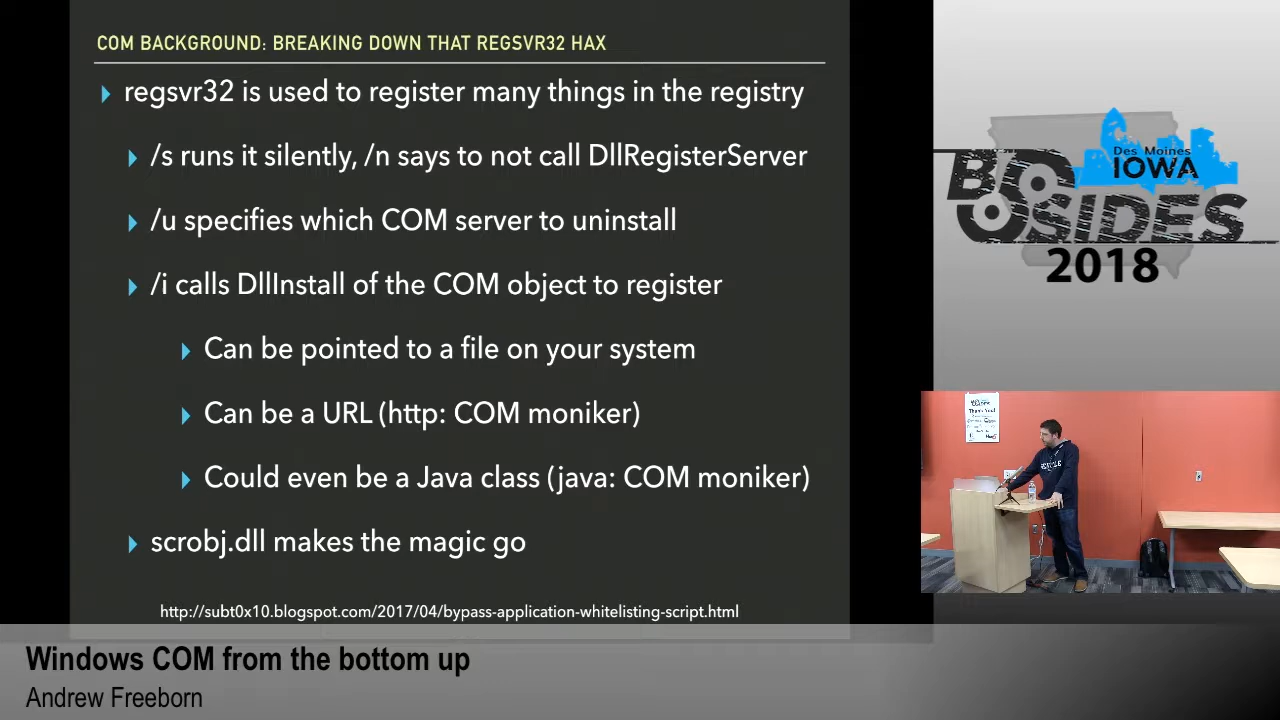 COM BACKGROUND: BREAKING DOWN THAT REGSVR32 HAX
regsvr32 is used to register many things in the registry
/s runs it silently, /n says to not call DllRegisterServer
/u specifies which COM server to uninstall
/i calls DllInstall of the COM object to register
Can be pointed to a file on your system
Can be a URL (http: COM moniker)
Could even be a Java class (java: COM moniker)
scrobj.dll makes the magic go
http://subt0x10.blogspot.com/2017/04/bypass-application-whitelisting-script.html
Des Moines
IOWA
BSIDES
2018
Thank You!
Windows COM from the bottom up
Andrew Freeborn